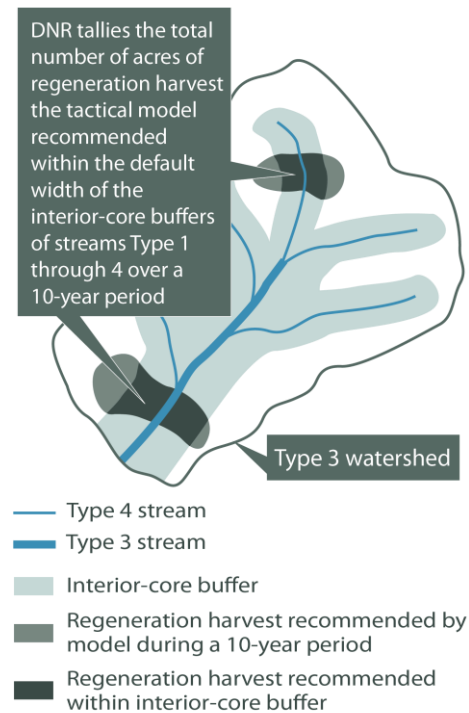 DNR tallies the total
number of acres of
regeneration harvest
the tactical model
recommended
within the default
width of the
interior-core buffers
of streams Type 1
through 4 over a
10-year period
Type 3 watershed
Type 4 stream
Type 3 stream
Interior-core buffer
Regeneration harvest recommended by
model during a 10-year period
Regeneration harvest recommended
within interior-core buffer